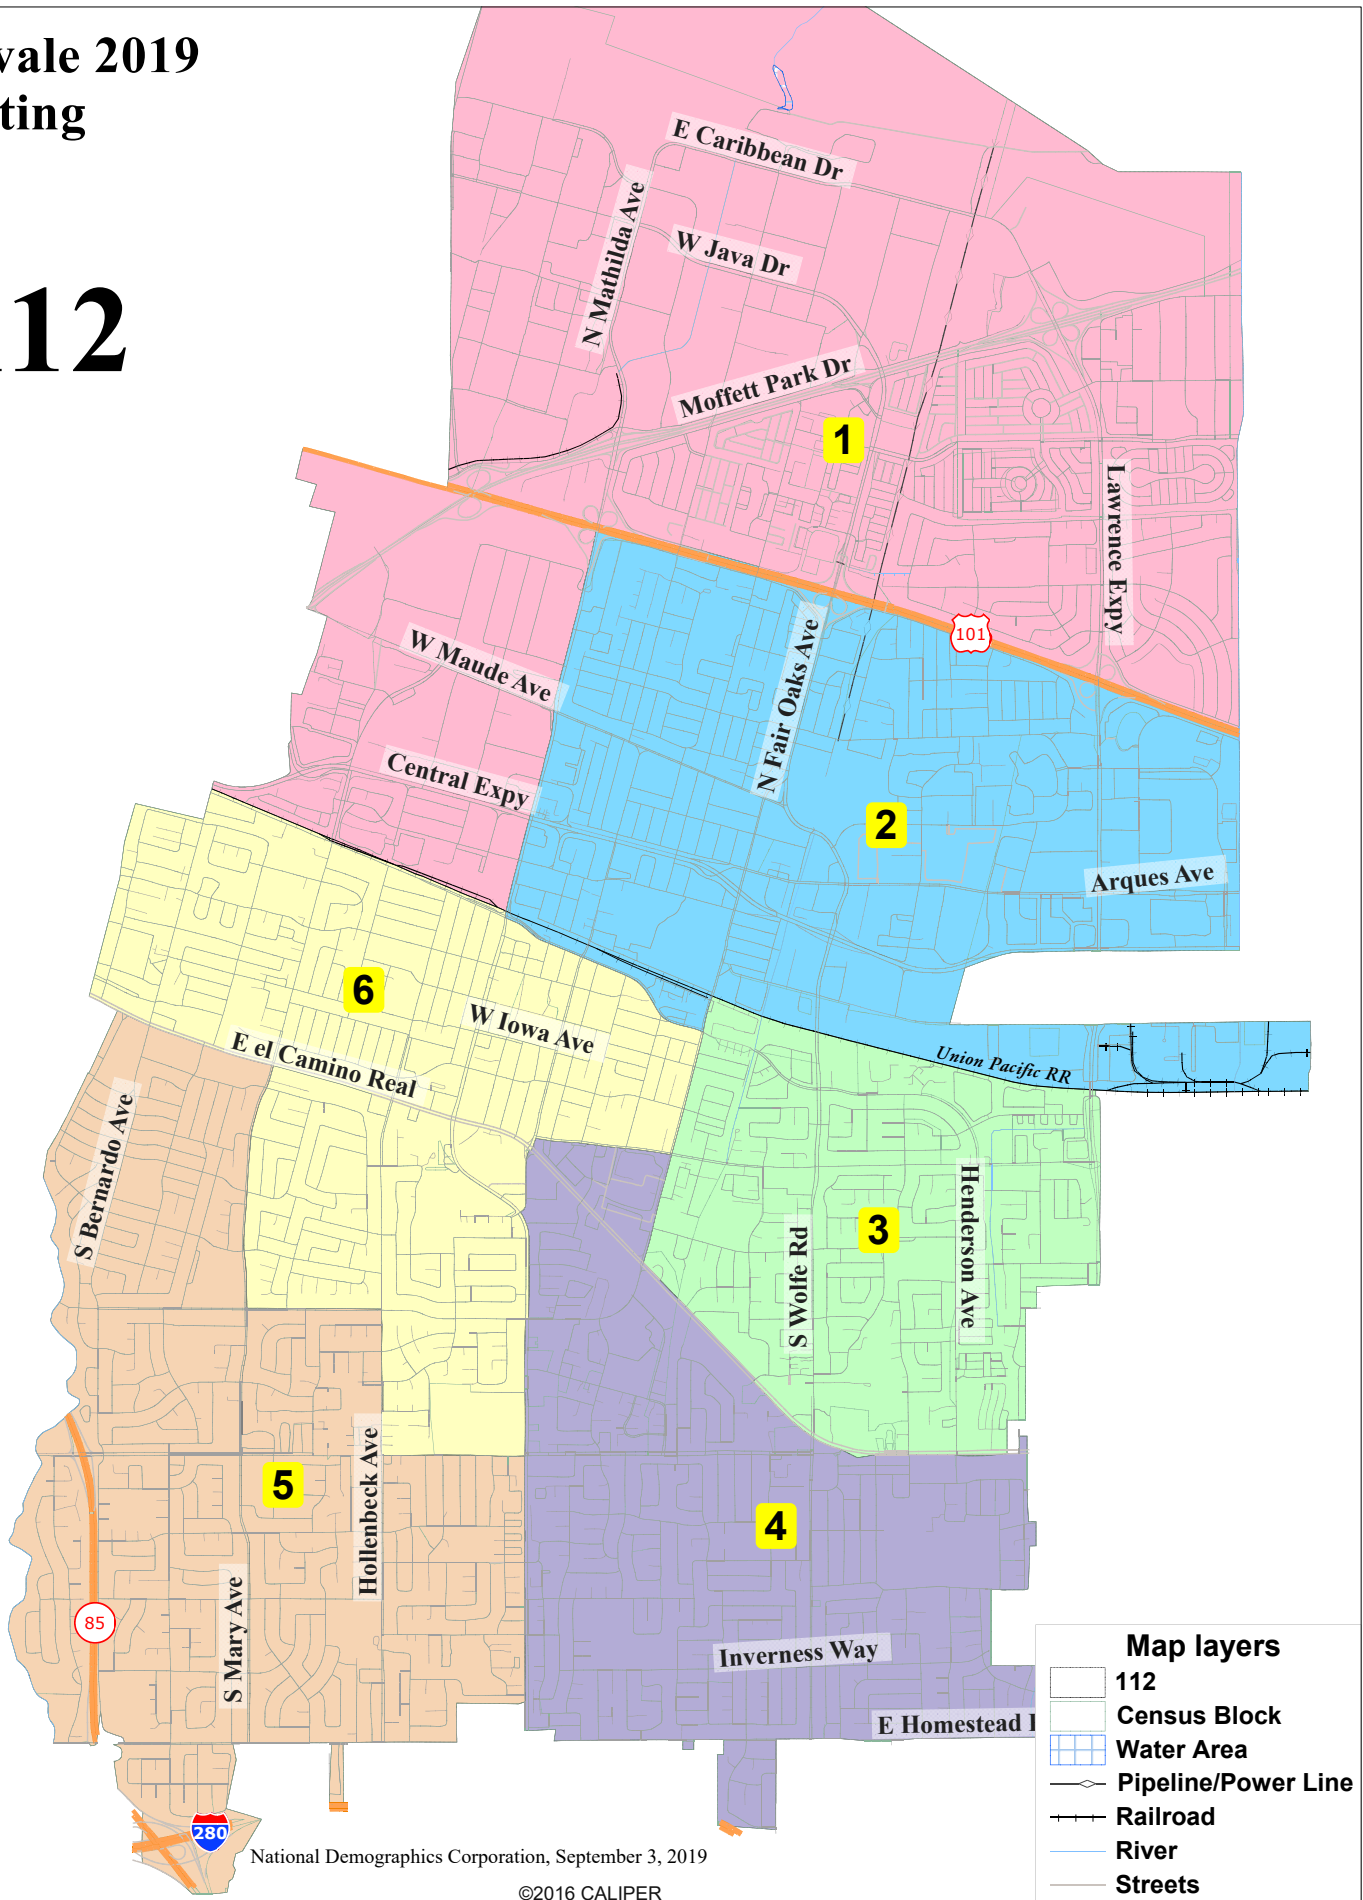 vale 2019
ting
112
E Caribbean Dr
N Mathilda Ave
W Java Dr
Moffett Park Dr
1
Lawrence Expy
101
W Maude Ave
N Fair Oaks Ave
Central Expy
2
Arques Ave
6
W Iowa Ave
E el Camino Real
Union Pacific RR
S Bernardo Ave
Henderson Ave
3
S Wolfe Rd
Hollenbeck Ave
5
4
S Mary Ave
85
Inverness Way
E Homestead
280
Map layers
112
Census Block
Water Area
Pipeline/Power Line
Railroad
River
Streets
National Demographics Corporation, September 3, 2019
©2016 CALIPER